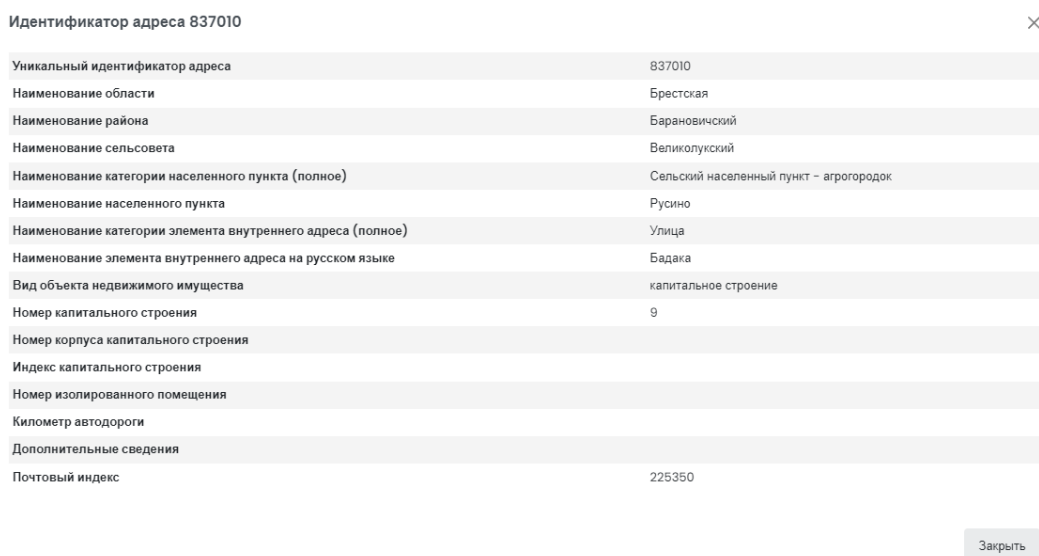 Идентификатор адреса 837010
Уникальный идентификатор адреса 837010
Наименование области Брестская
Наименование района Барановичский
Наименование сельсовета Великолукский
Наименование категории населенного пункта (полное) Сельский населенный пункт - агрогородок
Наименование населенного пункта Русино
Наименование категории элемента внутреннего адреса (полное) Улица
Наименование элемента внутреннего адреса на русском языке Бадака
Вид объекта недвижимого имущества капитальное строение
Номер капитального строения 9
Номер корпуса капитального строения
Индекс капитального строения
Номер изолированного помещения
Километр автодороги
Дополнительные сведения
Почтовый индекс 225350
Закрыть